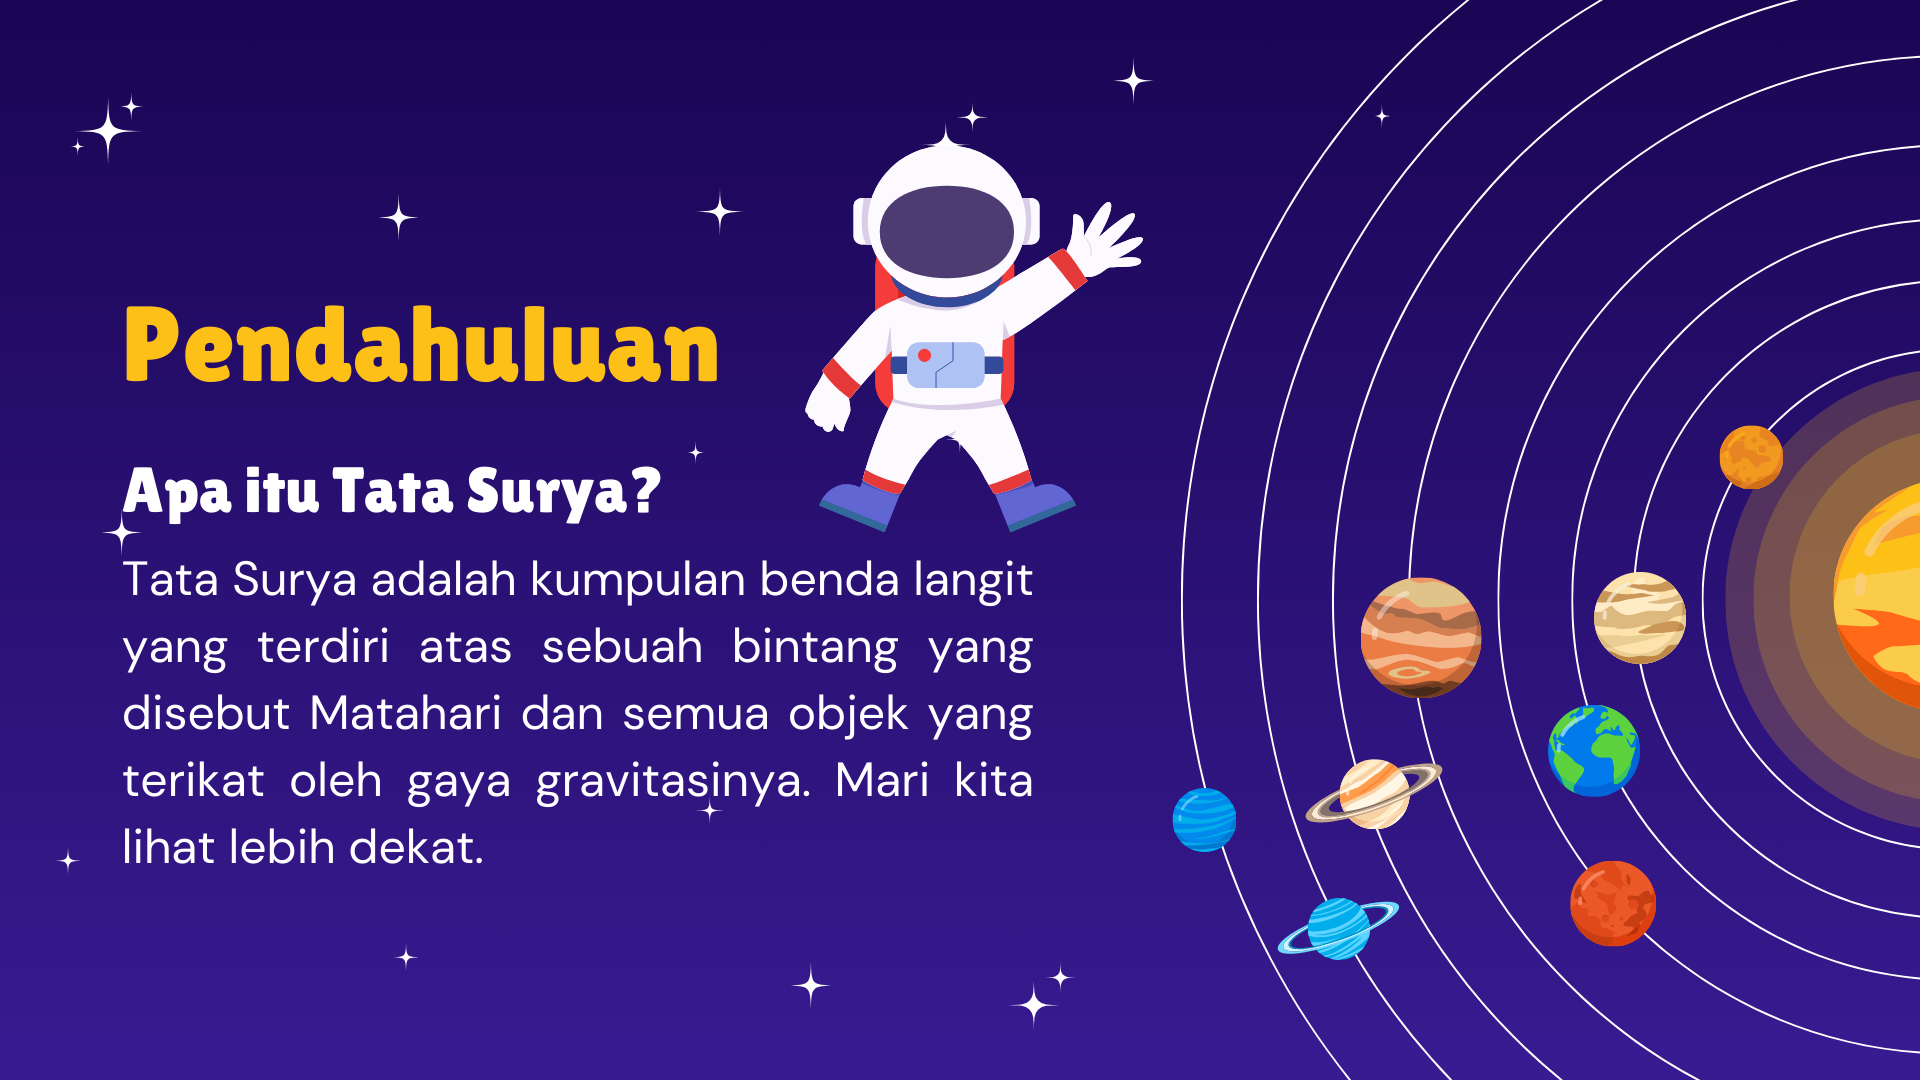 Pendahuluan
Apa itu Tata Surya?
Tata Surya adalah kumpulan benda langit
yang terdiri atas sebuah bintang yang
disebut Matahari dan semua objek yang
terikat oleh gaya gravitasinya. Mari kita
lihat lebih dekat.